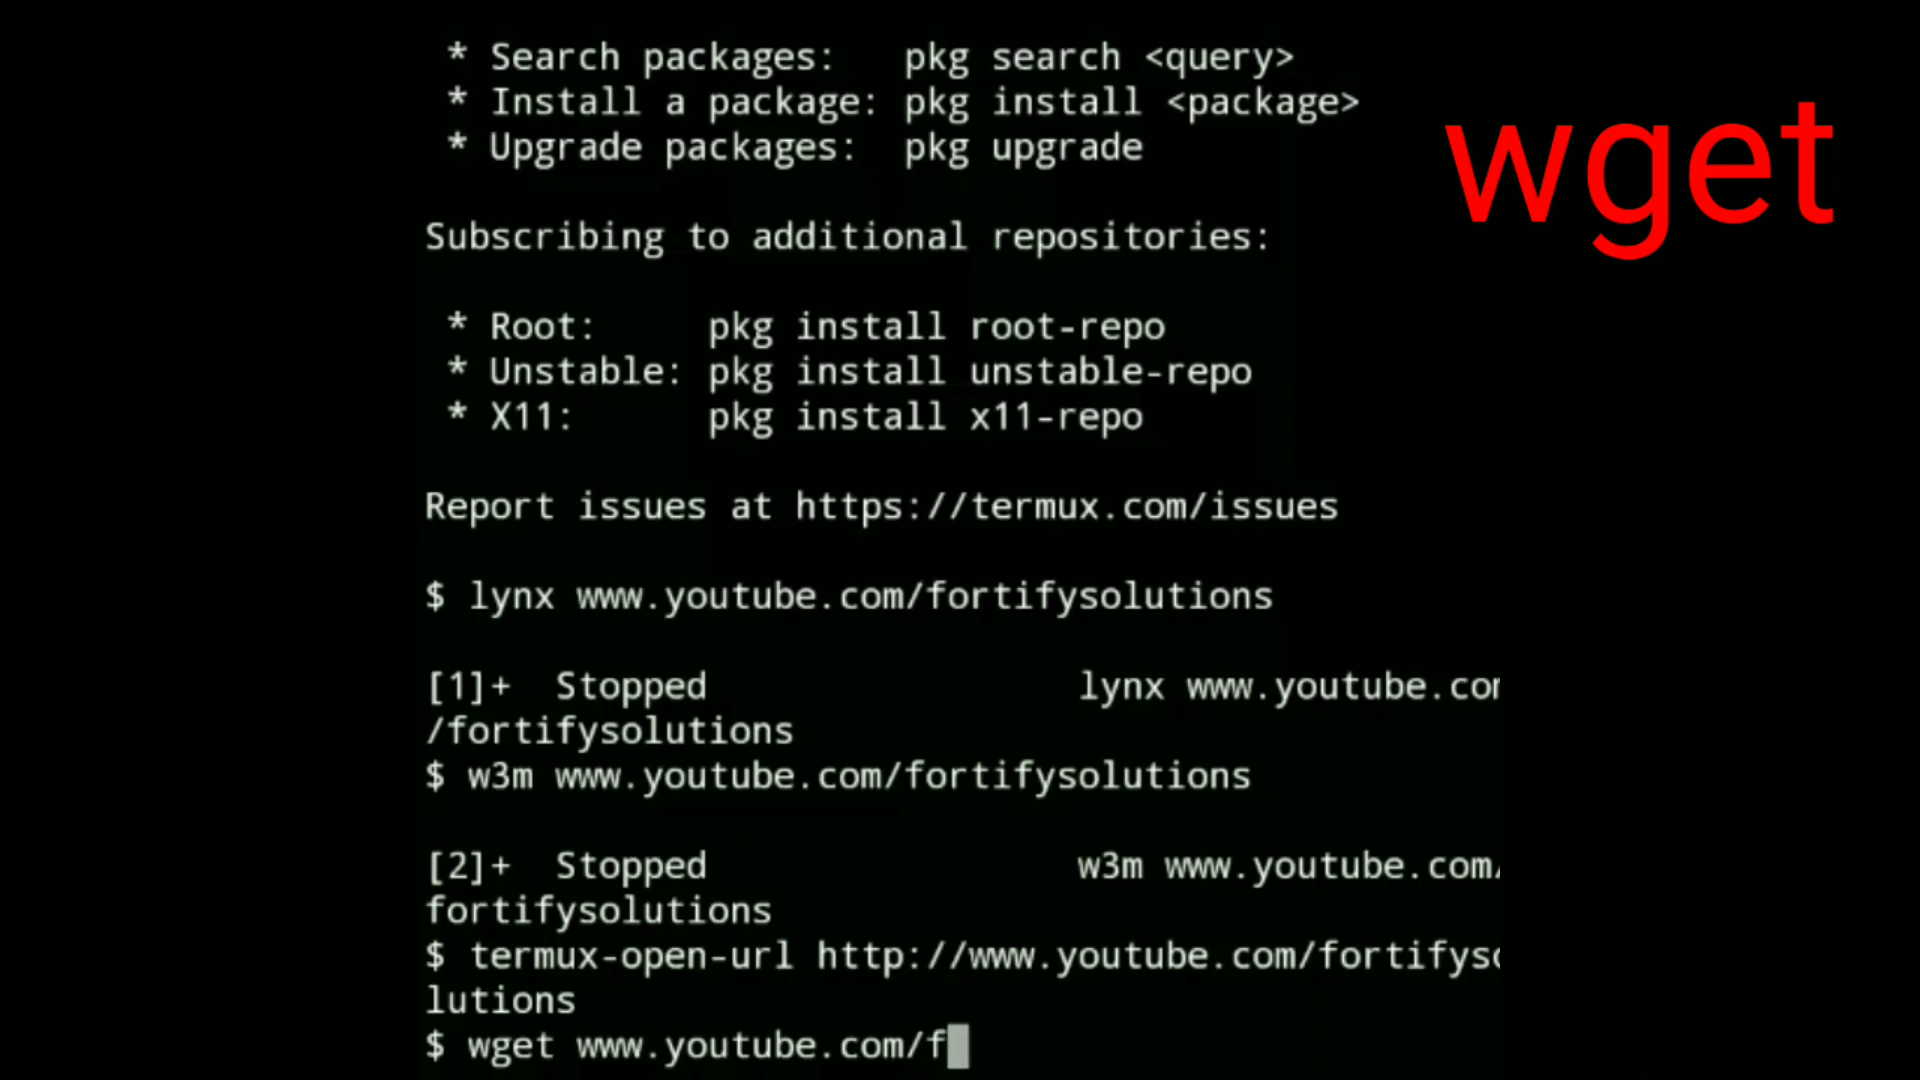 * Search packages:   pkg search <query>
* Install a package: pkg install <package>
* Upgrade packages:  pkg upgrade
wget
Subscribing to additional repositories:
* Root:     pkg install root-repo
* Unstable: pkg install unstable-repo
* X11:      pkg install x11-repo
Report issues at https://termux.com/issues
$ lynx www.youtube.com/fortifysolutions
[1]+  Stopped                 lynx www.youtube.com
/fortifysolutions
$ w3m www.youtube.com/fortifysolutions
[2]+  Stopped                 w3m www.youtube.com/
fortifysolutions
$ termux-open-url http://www.youtube.com/fortifyso
lutions
$ wget www.youtube.com/f